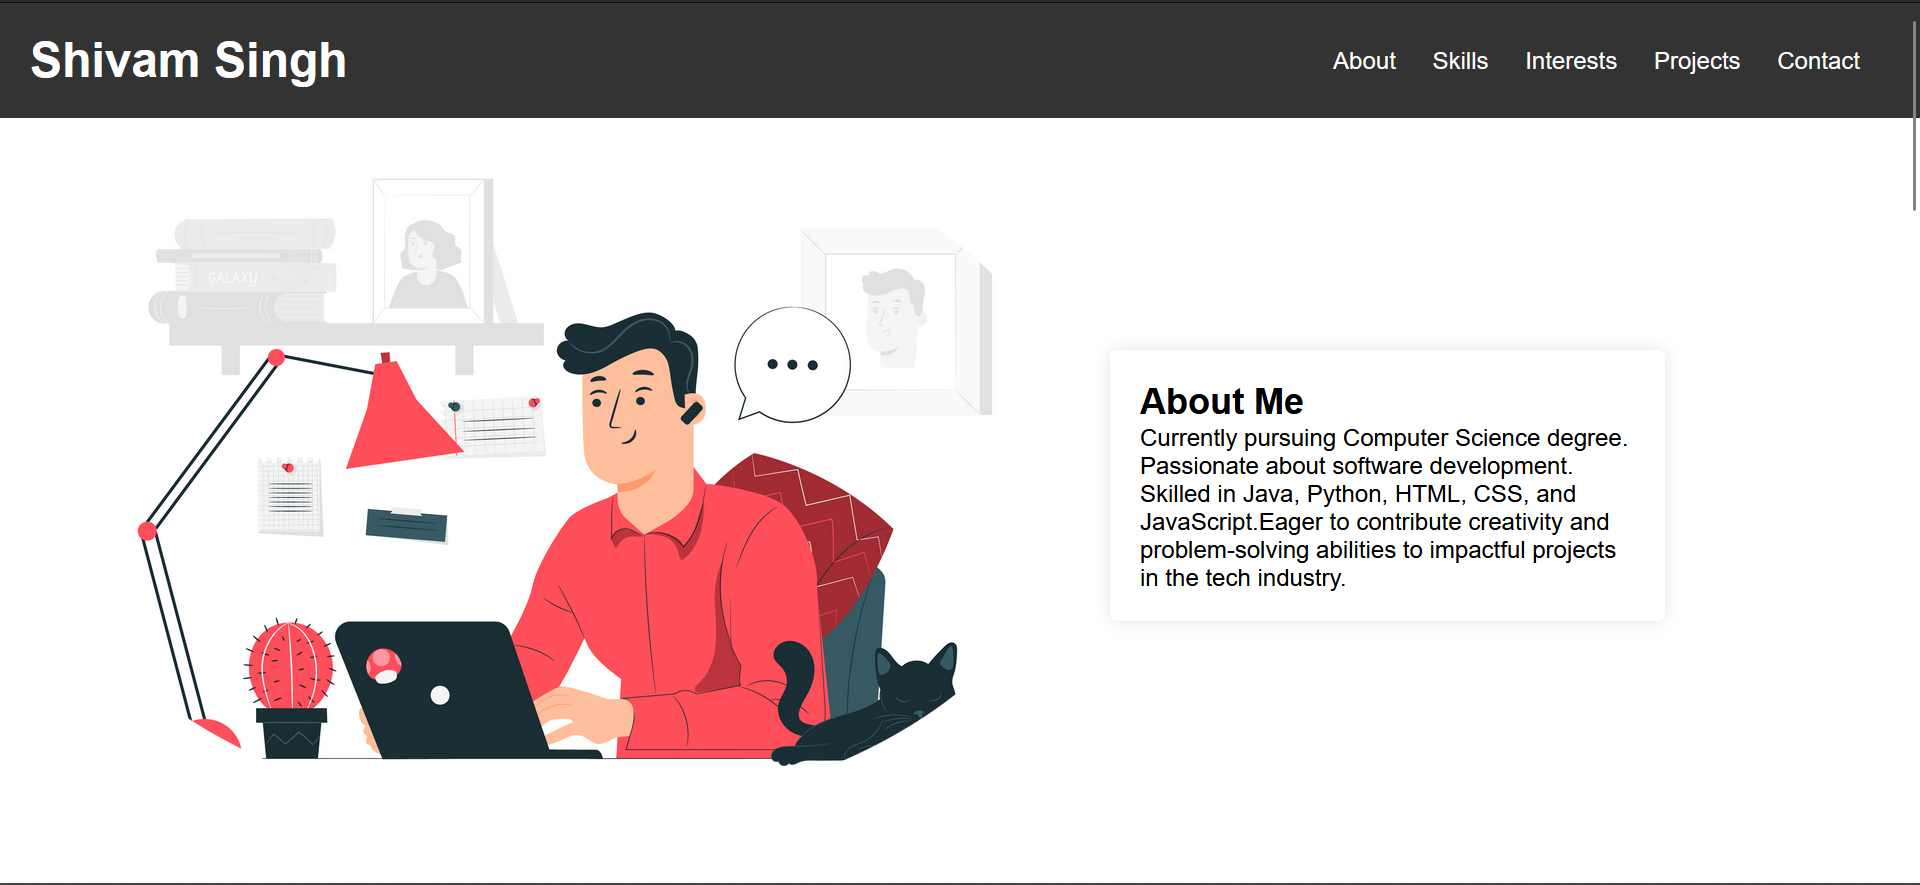 Shivam Singh
About Skills Interests Projects Contact
GALAXY
About Me
Currently pursuing Computer Science degree.
Passionate about software development.
Skilled in Java, Python, HTML, CSS, and
JavaScript.Eager to contribute creativity and
problem-solving abilities to impactful projects
in the tech industry.